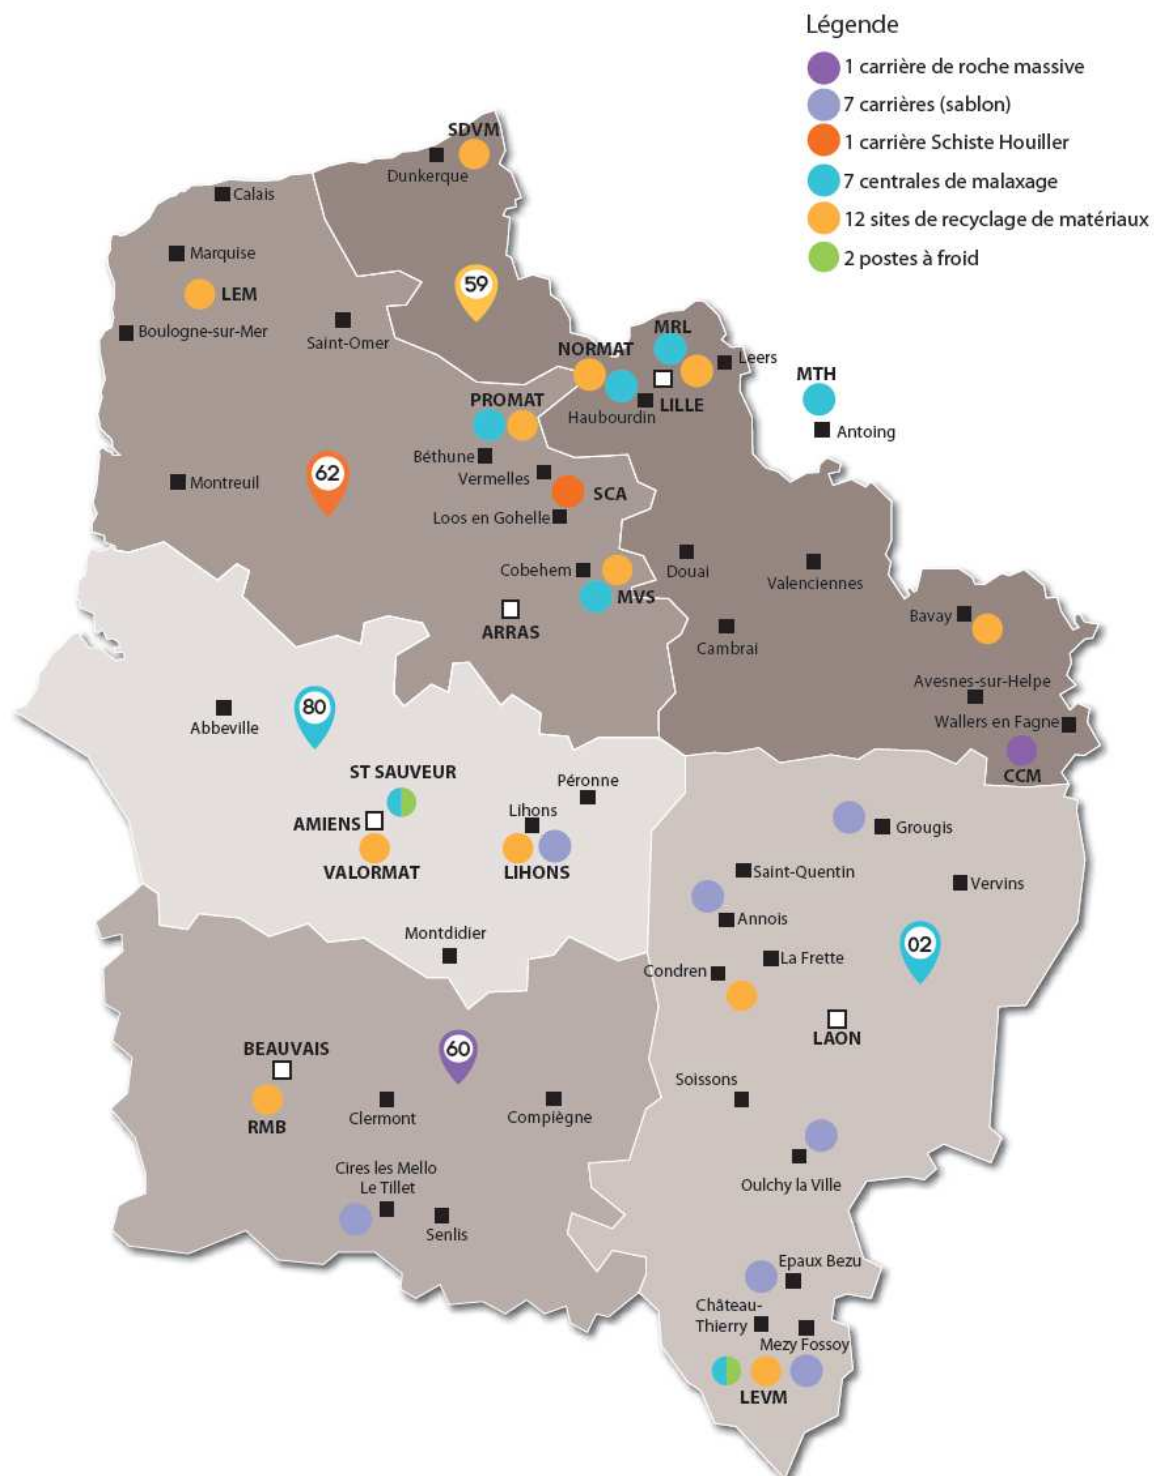 Légende
1 carrière de roche massive
7 carrières (sablon)
1 carrière Schiste Houiller
7 centrales de malaxage
12 sites de recyclage de matériaux
2 postes à froid
SDVM
Dunkerque
Calais
Marquise
LEM
59
Boulogne-sur-Mer
Saint-Omer
MRL
NORMAT
Leers
MTH
PROMAT
Haubourdin
LILLE
Antoing
Béthune
62
Vermelles
Montreuil
SCA
Loos en Gohelle
Cobehem
Douai
Valenciennes
MVS
ARRAS
Bavay
Cambrai
Avesnes-sur-Helpe
80
Abbeville
Wallers en Fagne
CCM
ST SAUVEUR
Péronne
Lihons
AMIENS
Grougis
VALORMAT
LIHONS
Saint-Quentin
Vervins
Annois
Montdidier
02
La Frette
Condren
LAON
BEAUVAIS
60
Soissons
Clermont
Compiègne
RMB
Cires les Mello
Le Tillet
Oulchy la Ville
Senlis
Epaux Bezu
Château-
Thierry
Mezy Fossoy
LEVM